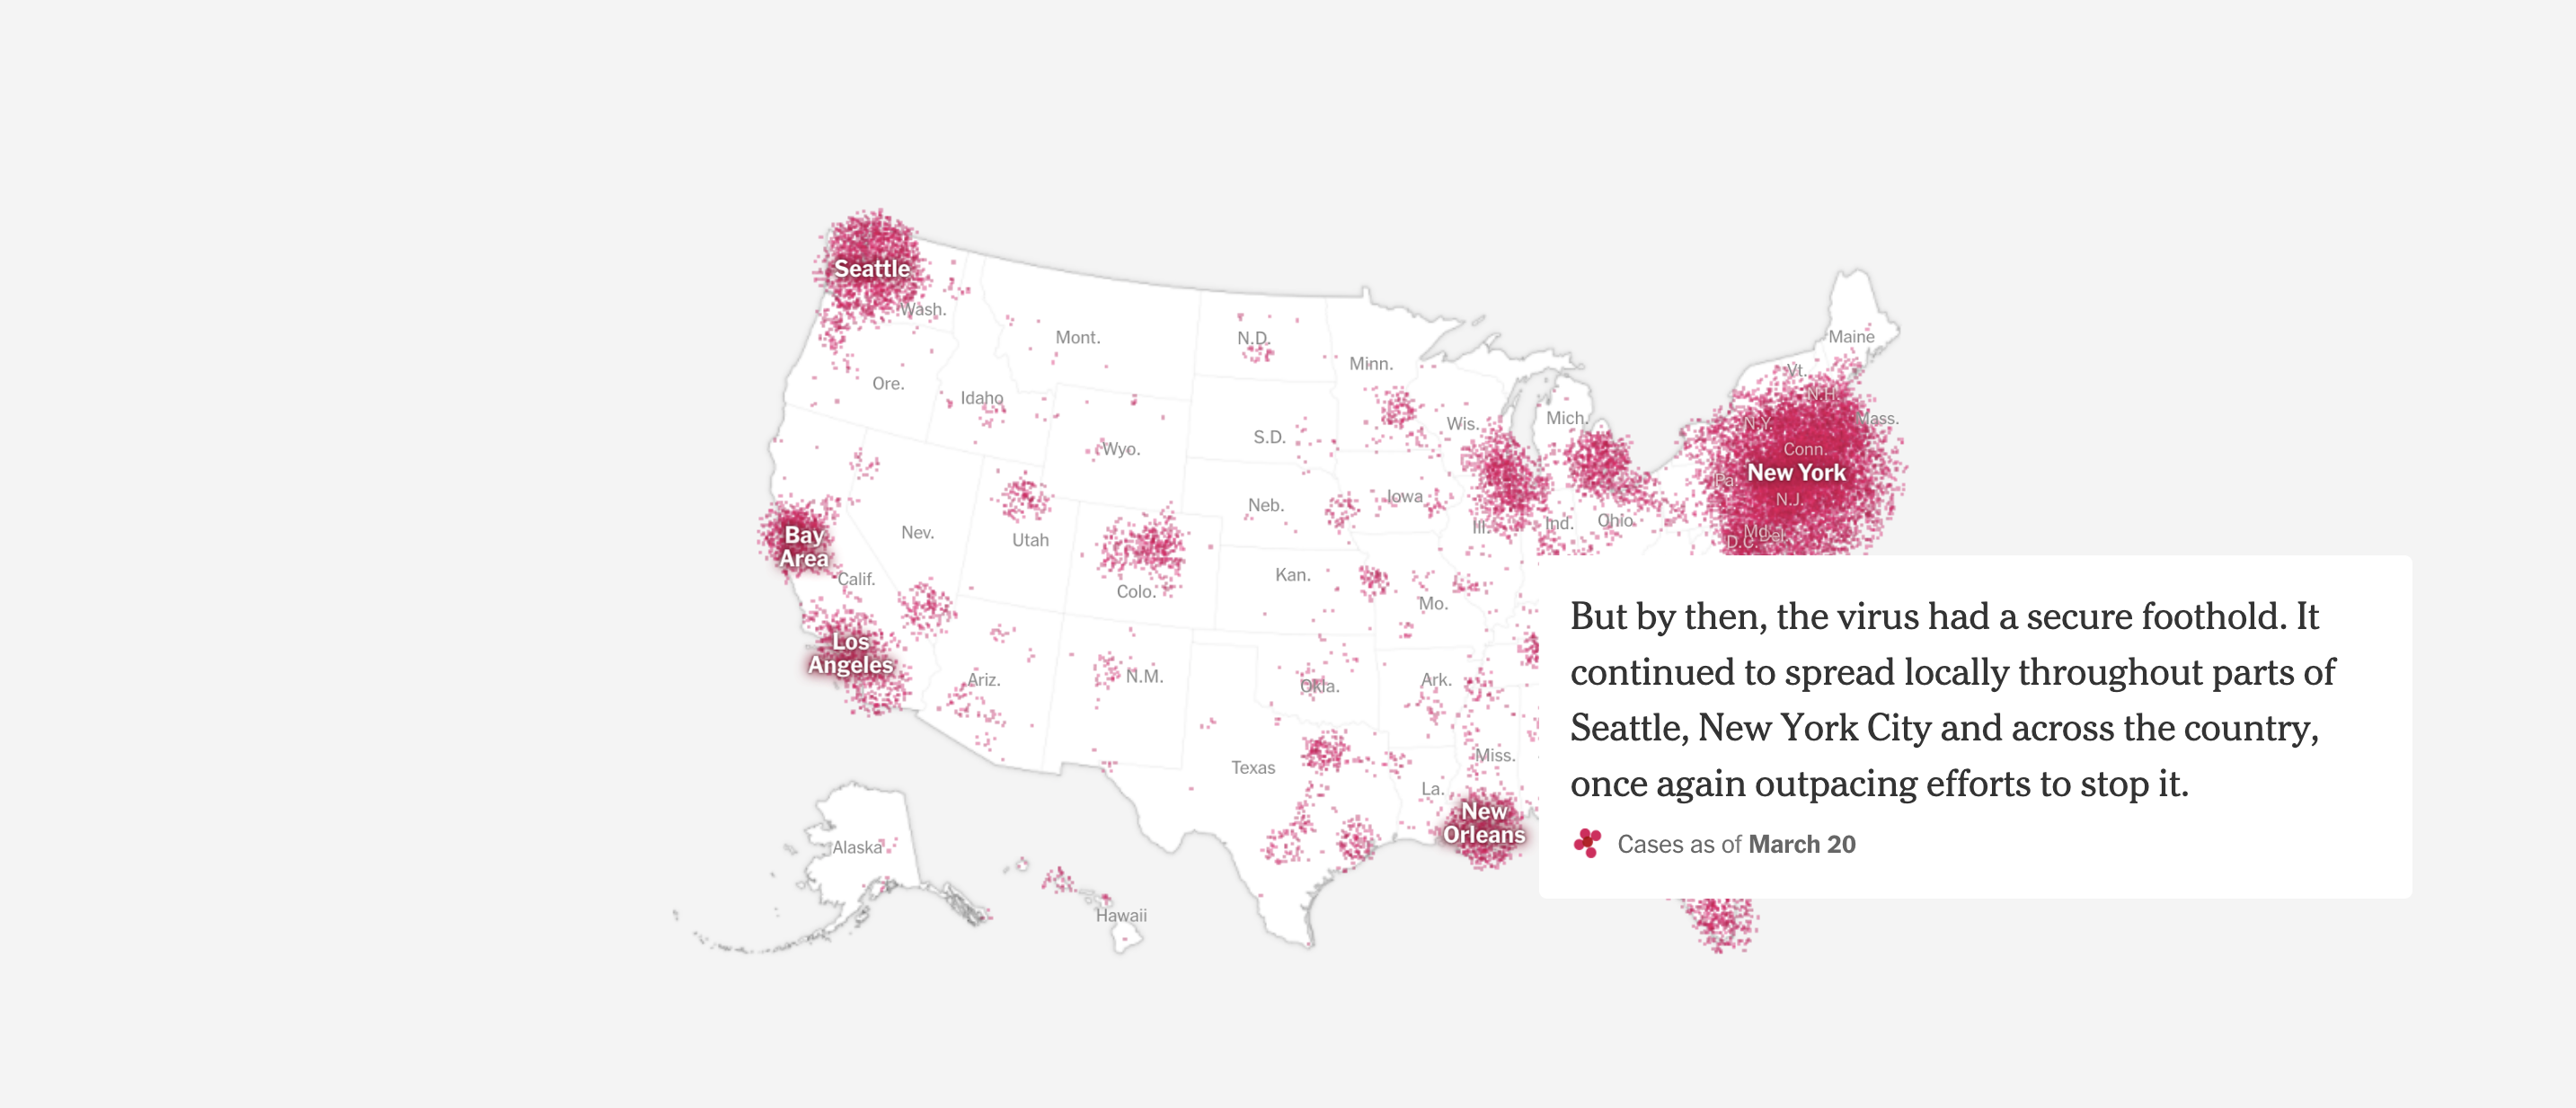 Seattle
Wash.
Mont.
N.D.
Minn.
Maine
Vt.
N.H.
Mass.
Ore.
Idaho
Wyo.
S.D.
Wis.
Mich.
N.Y.
Conn.
New York
Pa.
N.J.
Md.
Del.
D.C.
Bay
Area
Nev.
Utah
Neb.
Iowa
Ill.
Ind.
Ohio
Calif.
Colo.
Kan.
Mo.
Los
Angeles
Ariz.
N.M.
Okla.
Ark.
Texas
Miss.
La.
New
Orleans
Alaska
Hawaii
But by then, the virus had a secure foothold. It
continued to spread locally throughout parts of
Seattle, New York City and across the country,
once again outpacing efforts to stop it.
Cases as of March 20